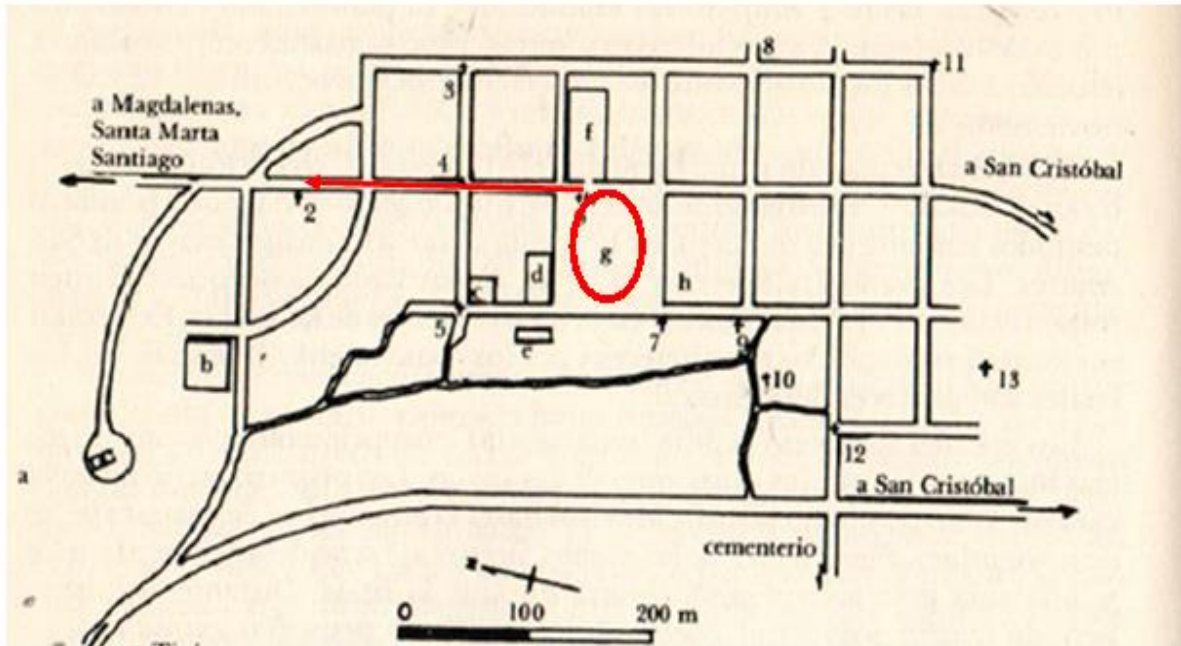 8
11
3
a Magdalenas,
Santa Marta
Santiago
f
4
a San Cristóbal
2
g
d
c
h
5
e
7
9
b
10
13
12
a
a San Cristóbal
cementerio
0 100 200 m